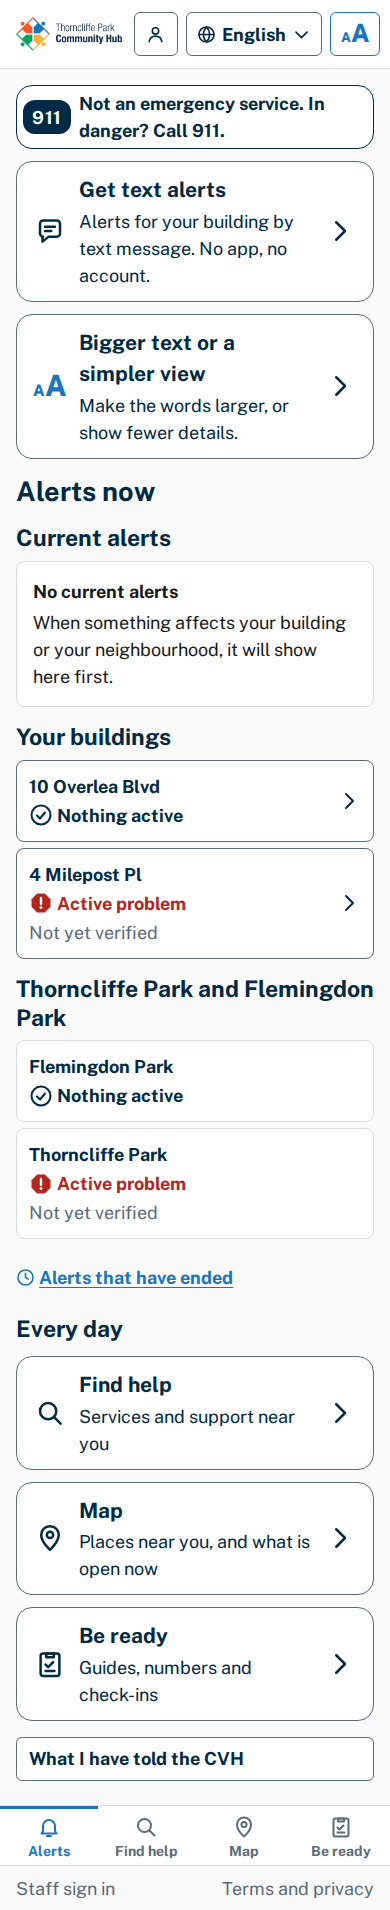 Thorncliffe Park
Community Hub
English
AA
911
Not an emergency service. In
danger? Call 911.
Get text alerts
Alerts for your building by
text message. No app, no
account.
AA
Bigger text or a
simpler view
Make the words larger, or
show fewer details.
Alerts now
Current alerts
No current alerts
When something affects your building
or your neighbourhood, it will show
here first.
Your buildings
10 Overlea Blvd
Nothing active
4 Milepost Pl
Active problem
Not yet verified
Thorncliffe Park and Flemingdon
Park
Flemingdon Park
Nothing active
Thorncliffe Park
Active problem
Not yet verified
Alerts that have ended
Every day
Find help
Services and support near
you
Map
Places near you, and what is
open now
Be ready
Guides, numbers and
check-ins
What I have told the CVH
Alerts
Find help
Map
Be ready
Staff sign in
Terms and privacy